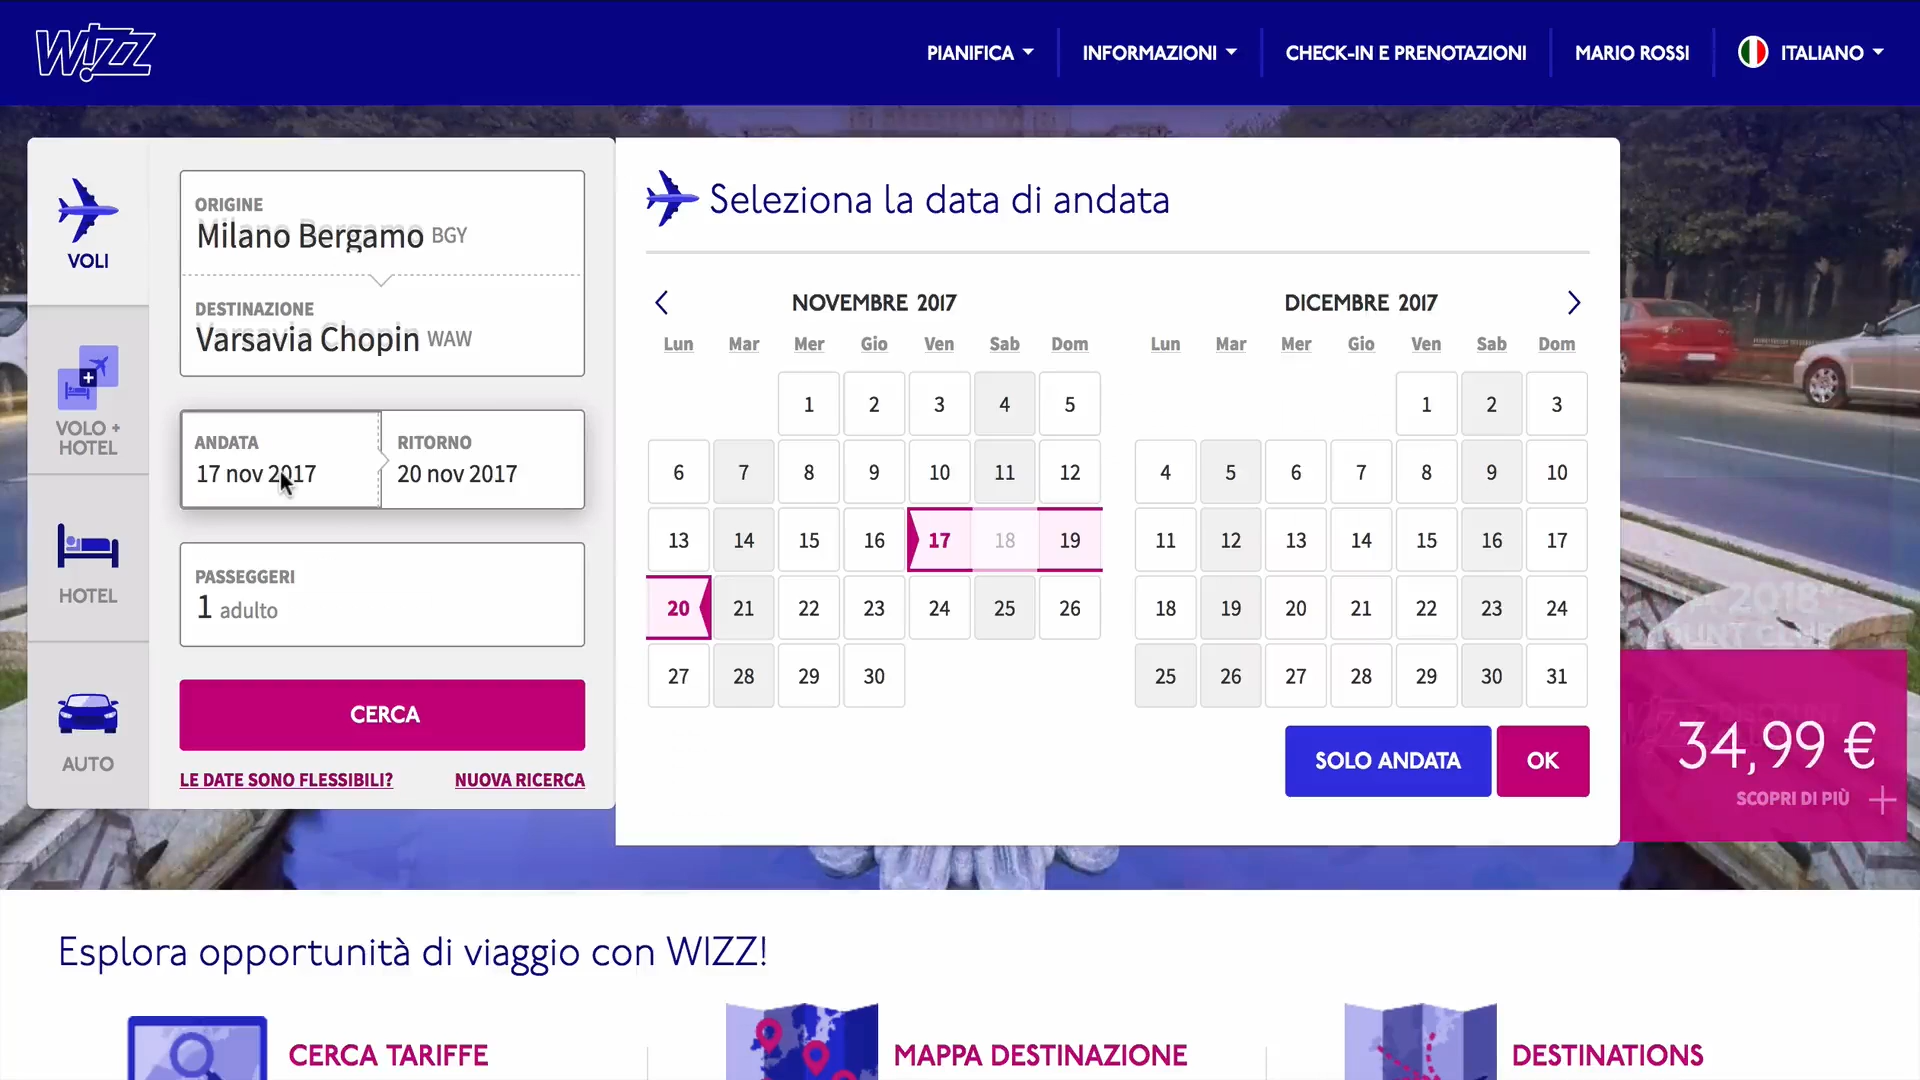 WIZZ
PIANIFICA
INFORMAZIONI
CHECK-IN E PRENOTAZIONI
MARIO ROSSI
ITALIANO
VOLI
VOLO +
HOTEL
HOTEL
AUTO
ORIGINE
Milano Bergamo BGY
DESTINAZIONE
Varsavia Chopin WAW
ANDATA
17 nov 2017
RITORNO
20 nov 2017
PASSEGGERI
1 adulto
CERCA
LE DATE SONO FLESSIBILI?
NUOVA RICERCA
Seleziona la data di andata
NOVEMBRE 2017
Lun Mar Mer Gio Ven Sab Dom
1 2 3 4 5
6 7 8 9 10 11 12
13 14 15 16 17 18 19
20 21 22 23 24 25 26
27 28 29 30
DICEMBRE 2017
Lun Mar Mer Gio Ven Sab Dom
1 2 3
4 5 6 7 8 9 10
11 12 13 14 15 16 17
18 19 20 21 22 23 24
25 26 27 28 29 30 31
SOLO ANDATA
OK
34,99 €
SCOPRI DI PIÙ
Esplora opportunità di viaggio con WIZZ!
CERCA TARIFFE
MAPPA DESTINAZIONE
DESTINATIONS